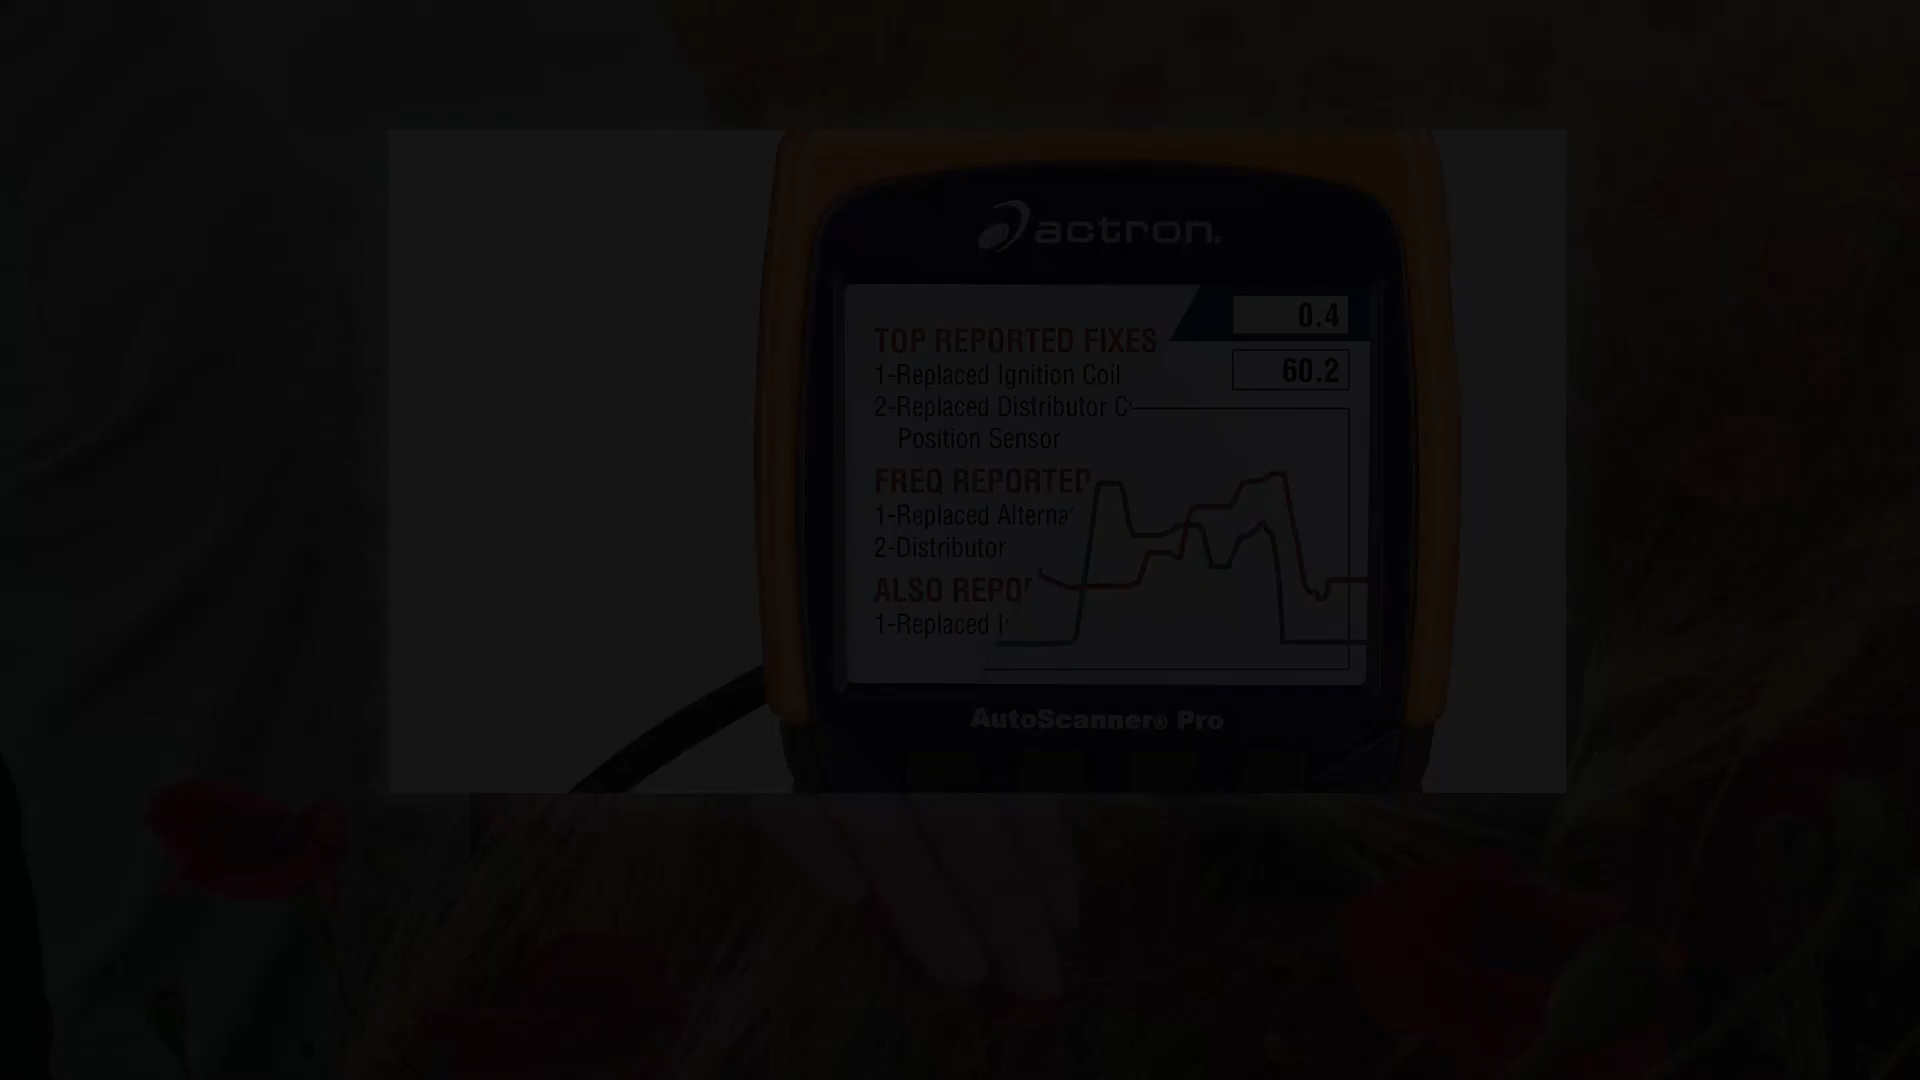 actron
TOP REPORTED FIXES
0.4
1-Replaced Ignition Coil
60.2
2-Replaced Distributor
Position Sensor
FREQ REPORTED
1-Replaced
2-Distributor
ALSO
1-Replaced
AutoScanner® Pro